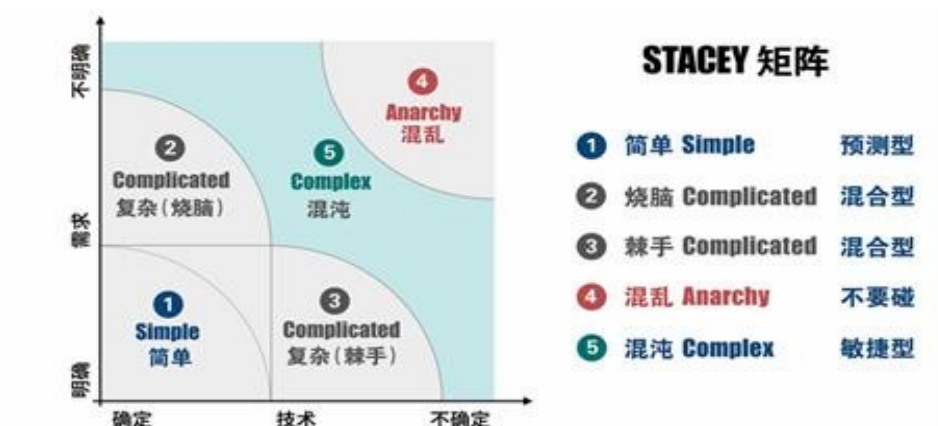 不明确
需求
明确
确定
技术
不确定
4
Anarchy
混乱
2
Complicated
复杂(烧脑)
5
Complex
混沌
1
Simple
简单
3
Complicated
复杂(棘手)
STACEY 矩阵
1 简单 Simple 预测型
2 烧脑 Complicated 混合型
3 棘手 Complicated 混合型
4 混乱 Anarchy 不要碰
5 混沌 Complex 敏捷型